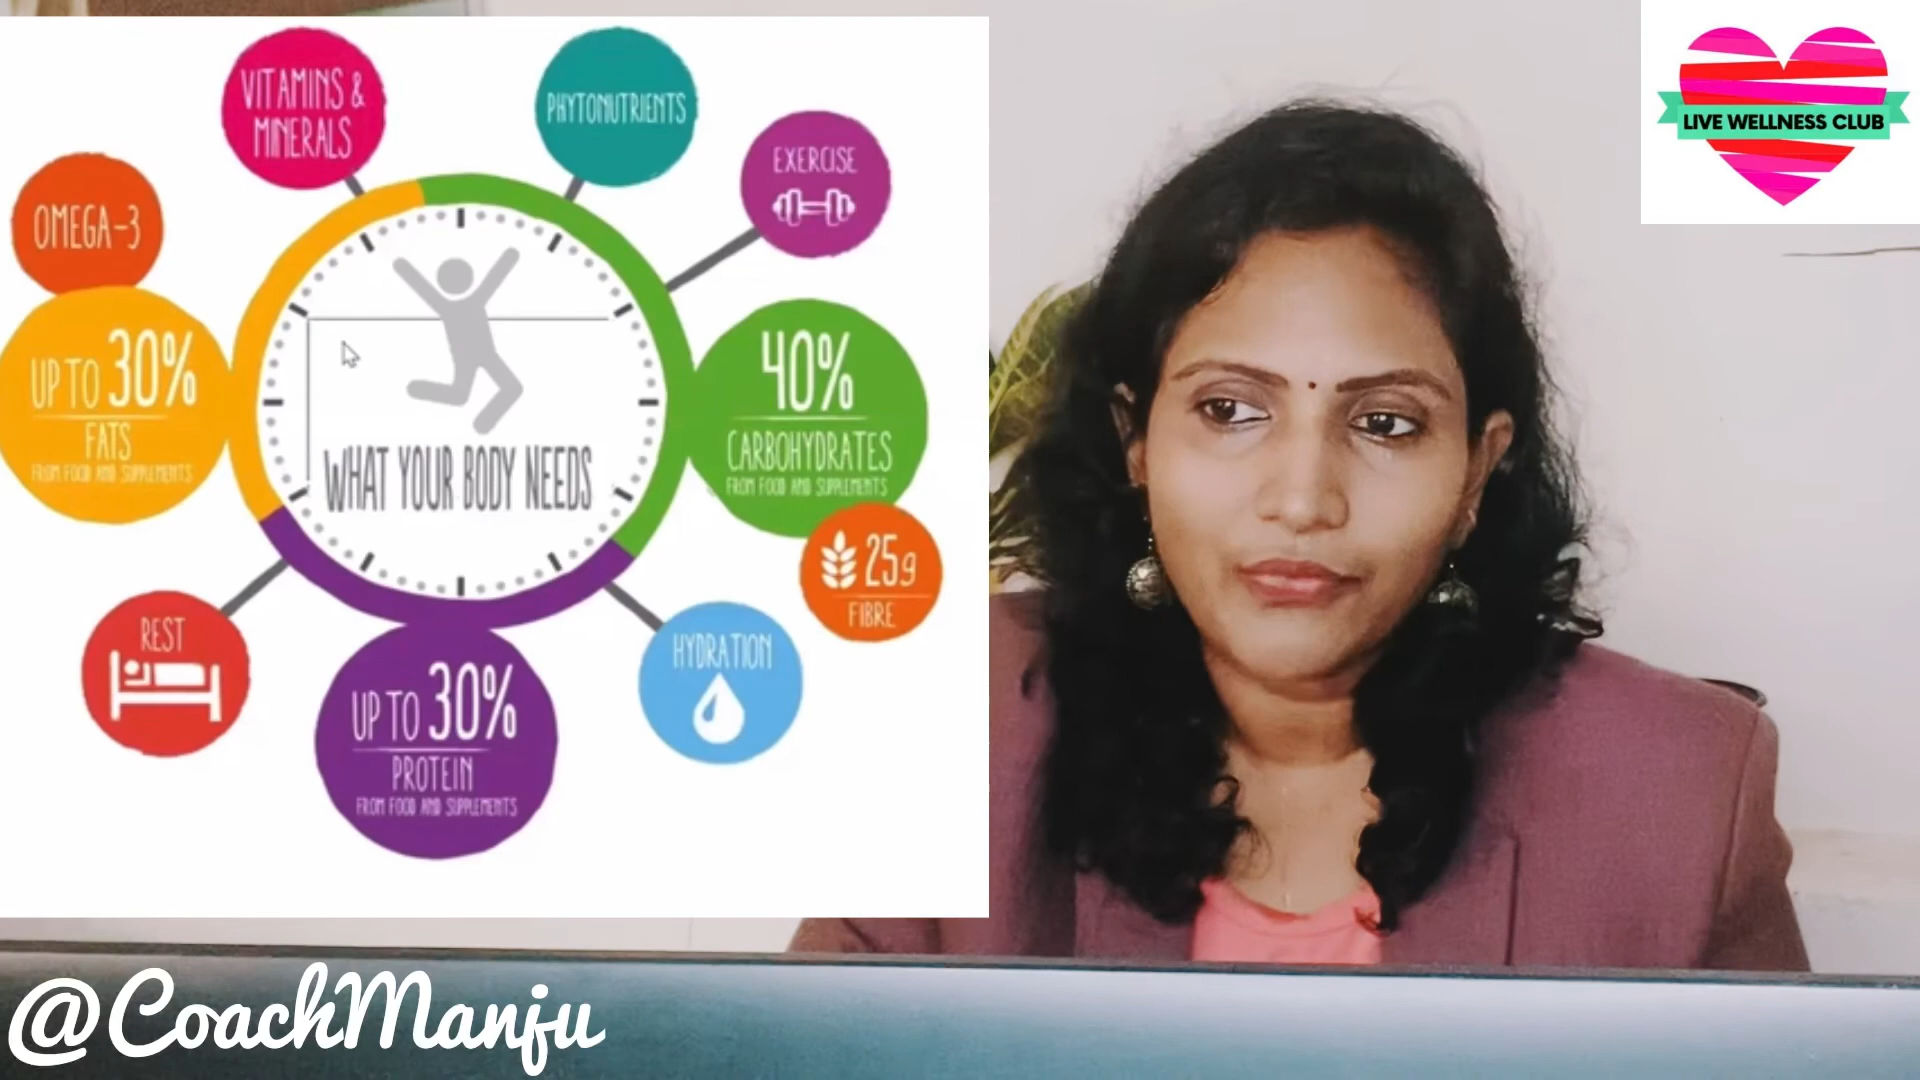 VITAMINS &
MINERALS
PHYTONUTRIENTS
EXERCISE
OMEGA-3
UP TO 30%
FATS
FROM FOOD AND SUPPLEMENTS
40%
CARBOHYDRATES
FROM FOOD AND SUPPLEMENTS
WHAT YOUR BODY NEEDS
25g
FIBRE
REST
HYDRATION
UP TO 30%
PROTEIN
FROM FOOD AND SUPPLEMENTS
LIVE WELLNESS CLUB
@CoachManju